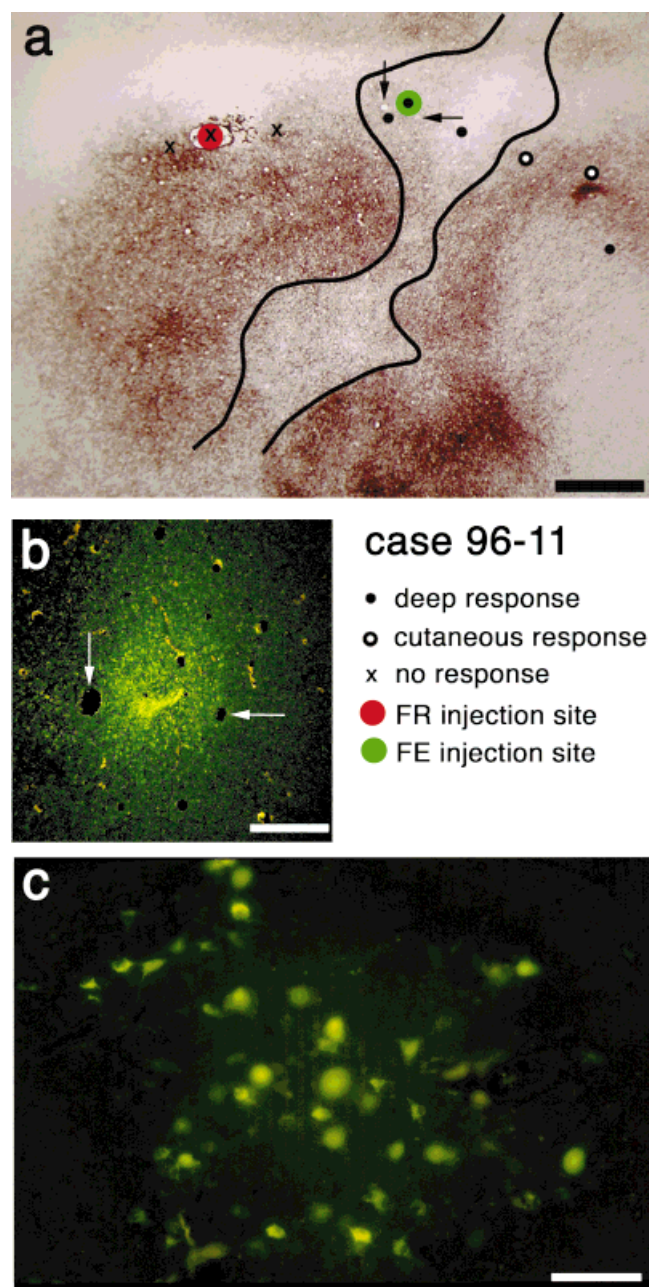 a
x
x
x
b
case 96-11
deep response
cutaneous response
x no response
FR injection site
FE injection site
c